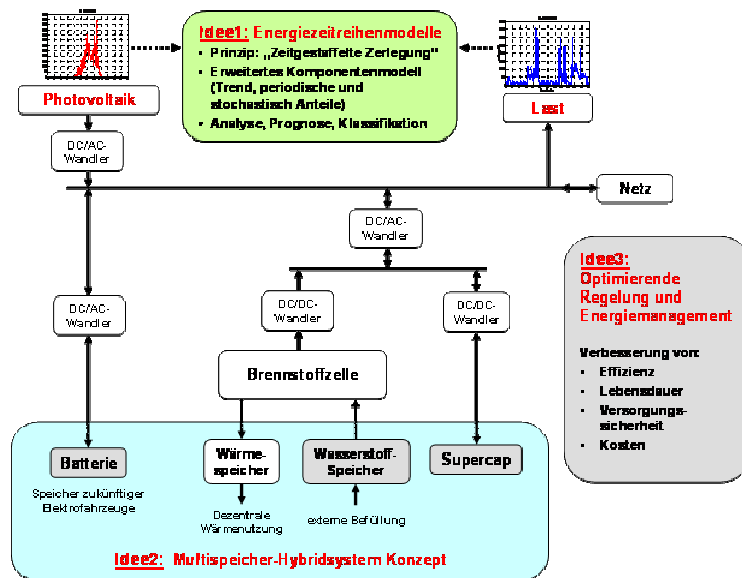 Idee1: Energiezeitreihenmodelle
• Prinzip: „Zeitgestaffelte Zerlegung"
• Erweitertes Komponentenmodell
(Trend, periodische und
stochastisch Anteile)
• Analyse, Prognose, Klassifikation
Photovoltaik
Last
DC/AC-
Wandler
Netz
DC/AC-
Wandler
Idee3:
Optimierende
Regelung und
Energiemanagement
Verbesserung von:
• Effizienz
• Lebensdauer
• Versorgungs-
sicherheit
• Kosten
DC/AC-
Wandler
DC/DC-
Wandler
DC/DC-
Wandler
Brennstoffzelle
Batterie
Speicher zukünftiger
Elektrofahrzeuge
Wärme-
speicher
Dezentrale
Wärmenutzung
Wasserstoff-
Speicher
externe Befüllung
Supercap
Idee2: Multispeicher-Hybridsystem Konzept